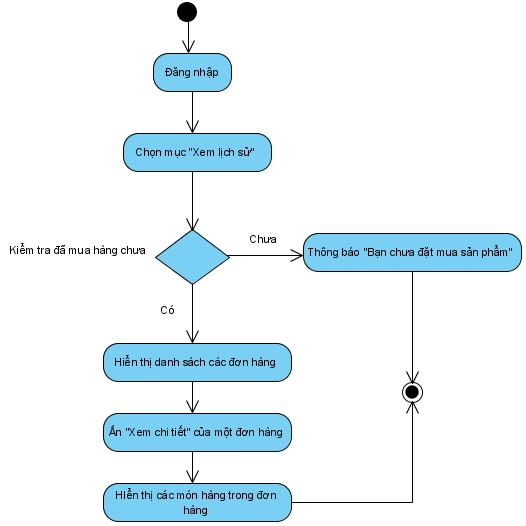 Đăng nhập
Chọn mục "Xem lịch sử"
Kiểm tra đã mua hàng chưa
Chưa
Thông báo "Bạn chưa đặt mua sản phẩm"
Có
Hiển thị danh sách các đơn hàng
Ấn "Xem chi tiết" của một đơn hàng
HIển thị các món hàng trong đơn
hàng